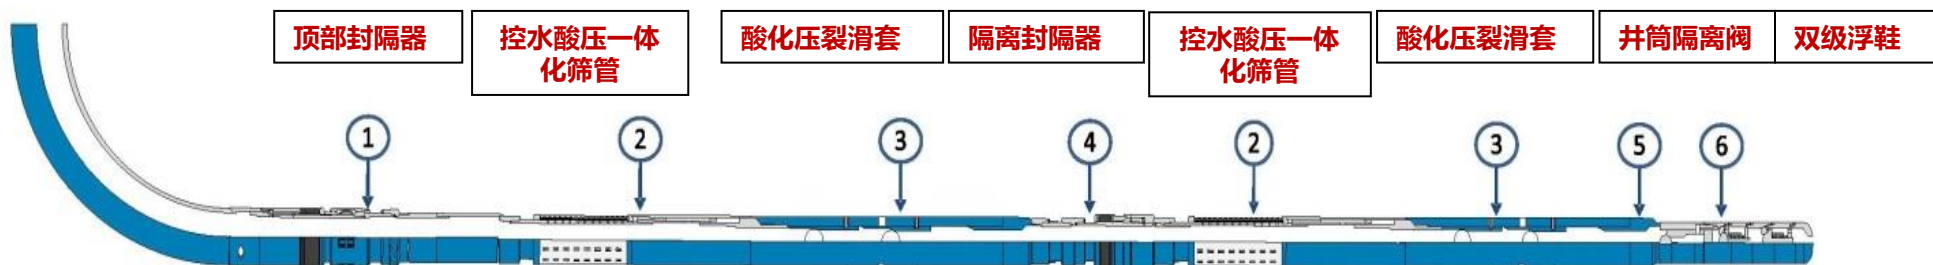 顶部封隔器
控水酸压一体
化筛管
酸化压裂滑套
隔离封隔器
控水酸压一体
化筛管
酸化压裂滑套
井筒隔离阀
双级浮鞋
1
2
3
4
2
3
5
6